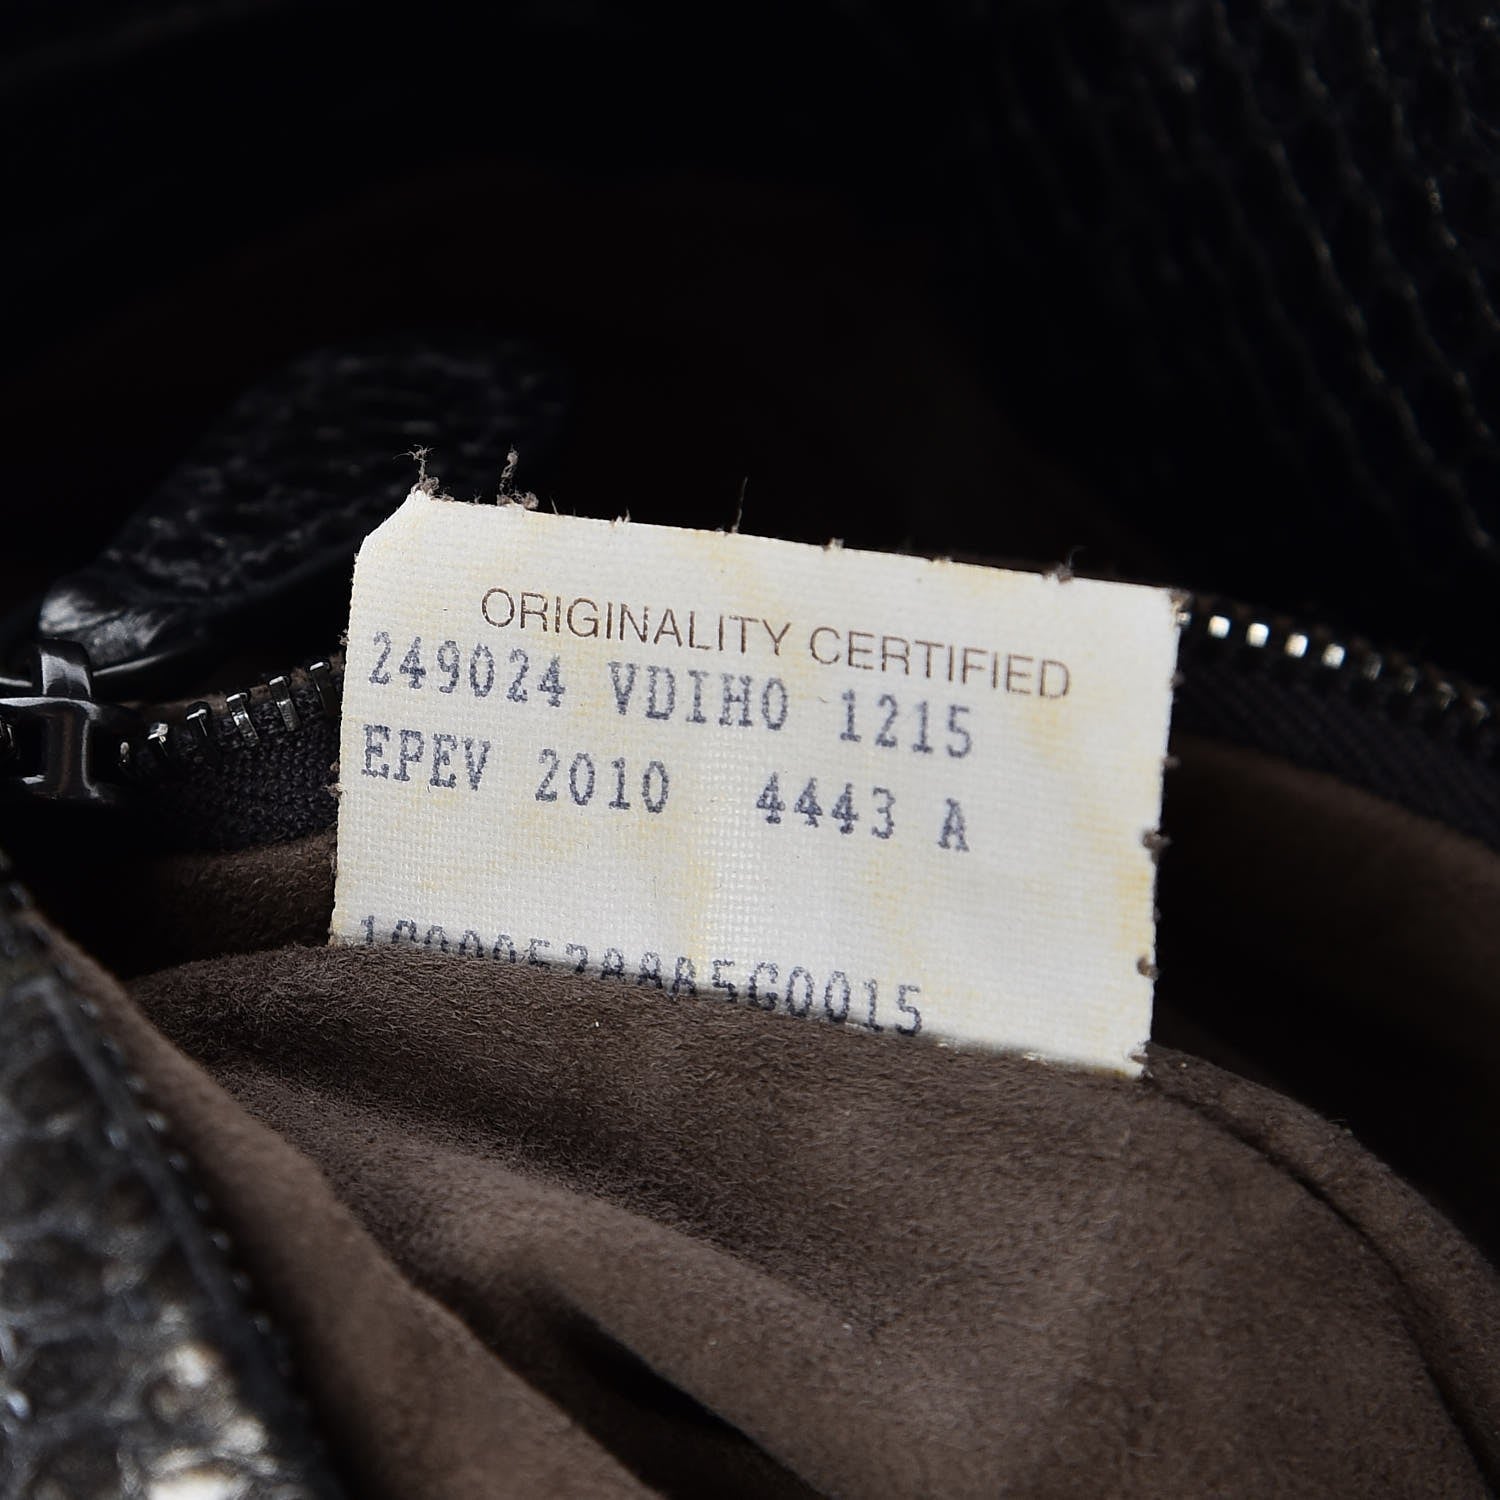 ORIGINALITY CERTIFIED
249024 VDIH0 1215
EPEV 2010 4443 A